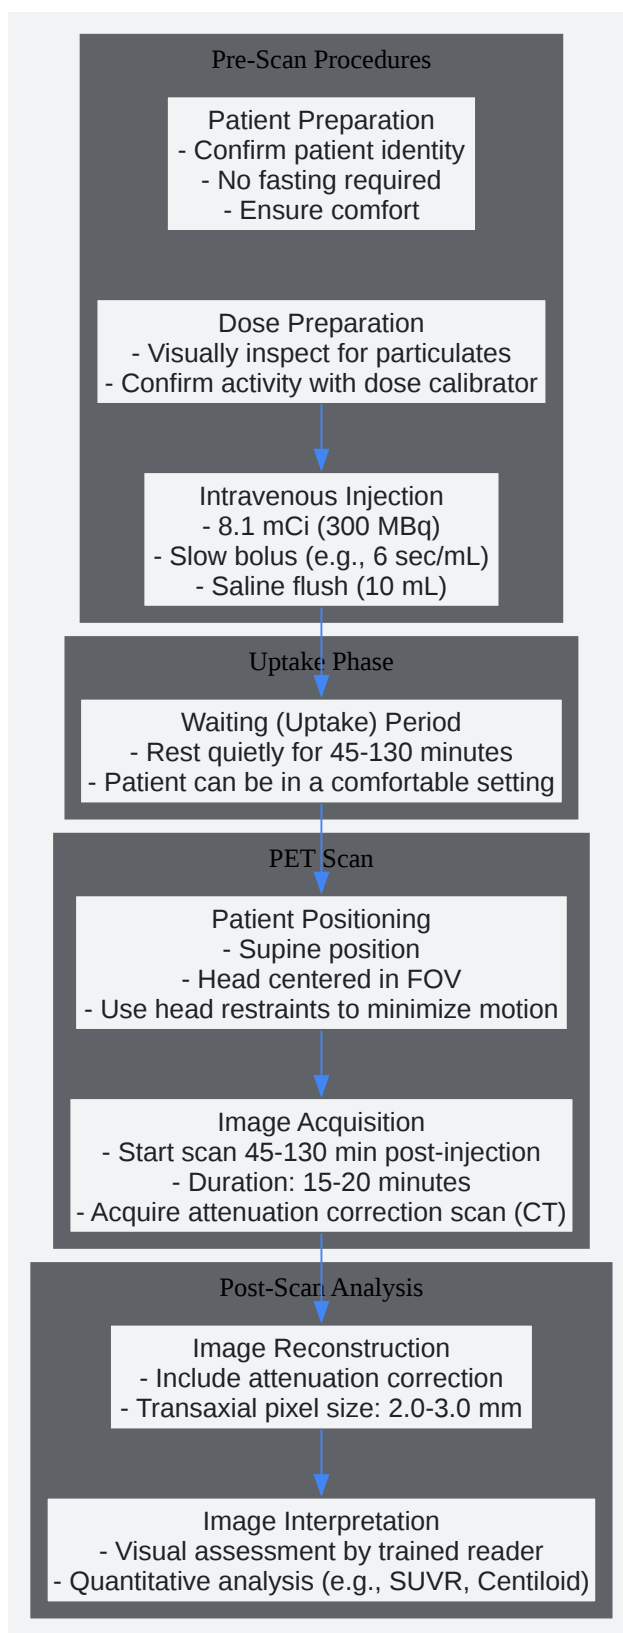 Pre-Scan Procedures
Patient Preparation
- Confirm patient identity
- No fasting required
- Ensure comfort
Dose Preparation
- Visually inspect for particulates
- Confirm activity with dose calibrator
Intravenous Injection
- 8.1 mCi (300 MBq)
- Slow bolus (e.g., 6 sec/mL)
- Saline flush (10 mL)
Uptake Phase
Waiting (Uptake) Period
- Rest quietly for 45-130 minutes
- Patient can be in a comfortable setting
PET Scan
Patient Positioning
- Supine position
- Head centered in FOV
- Use head restraints to minimize motion
Image Acquisition
- Start scan 45-130 min post-injection
- Duration: 15-20 minutes
- Acquire attenuation correction scan (CT)
Post-Scan Analysis
Image Reconstruction
- Include attenuation correction
- Transaxial pixel size: 2.0-3.0 mm
Image Interpretation
- Visual assessment by trained reader
- Quantitative analysis (e.g., SUVR, Centiloid)